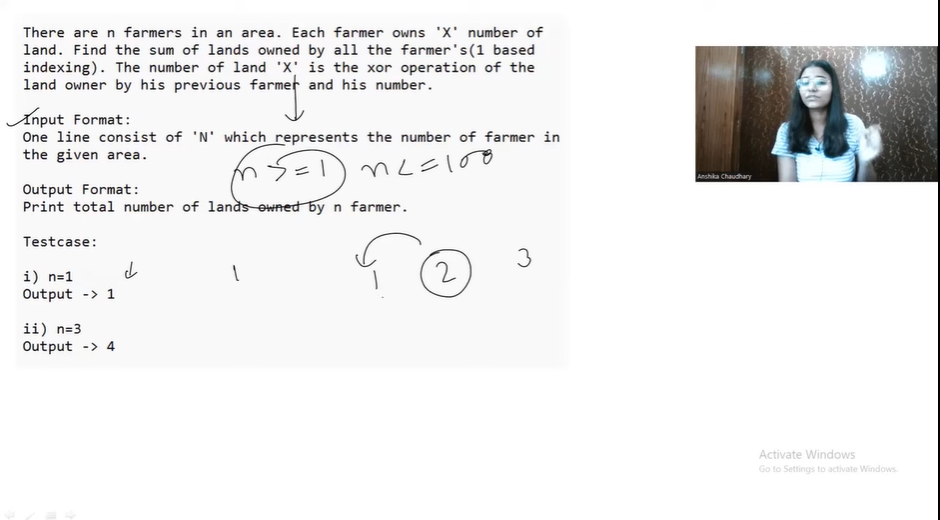 There are n farmers in an area. Each farmer owns 'X' number of
land. Find the sum of lands owned by all the farmer's(1 based
indexing). The number of land 'X' is the xor operation of the
land owner by his previous farmer and his number.
Input Format:
One line consist of 'N' which represents the number of farmer in
the given area.
n>=1 n<=100
Output Format:
Print total number of lands owned by n farmer.
Testcase:
i) n=1
Output -> 1
1 1 2 3
ii) n=3
Output -> 4
Anshika Chaudhary
Activate Windows
Go to Settings to activate Windows.